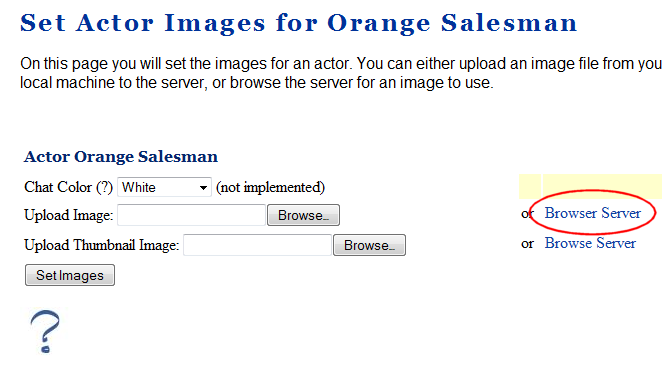 Set Actor Images for Orange Salesman
On this page you will set the images for an actor. You can either upload an image file from you
local machine to the server, or browse the server for an image to use.
Actor Orange Salesman
Chat Color (?) White (not implemented)
Upload Image: Browse... or Browser Server
Upload Thumbnail Image: Browse... or Browse Server
Set Images
?